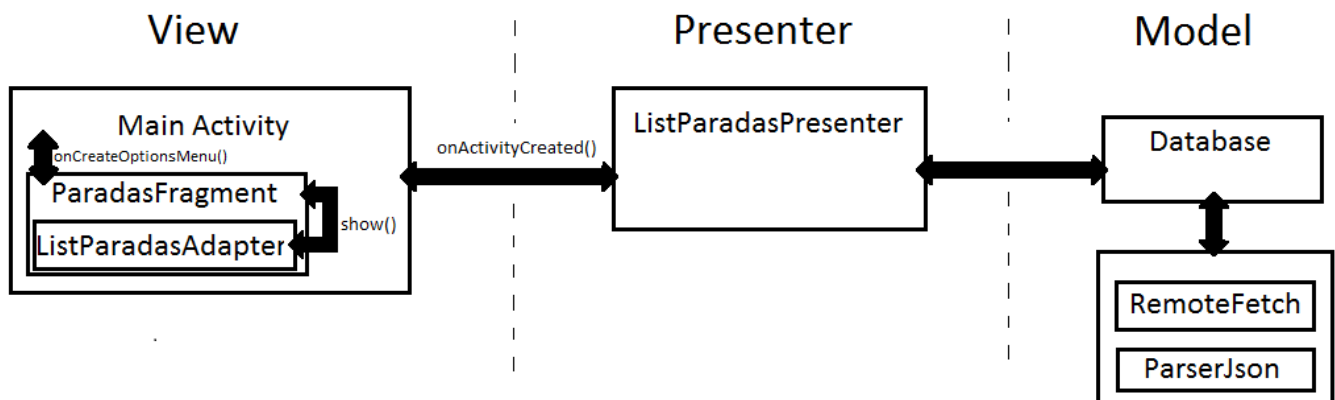 View
Presenter
Model
Main Activity
onCreateOptionsMenu()
ParadasFragment
show()
ListParadasAdapter
onActivityCreated()
ListParadasPresenter
Database
RemoteFetch
ParserJson